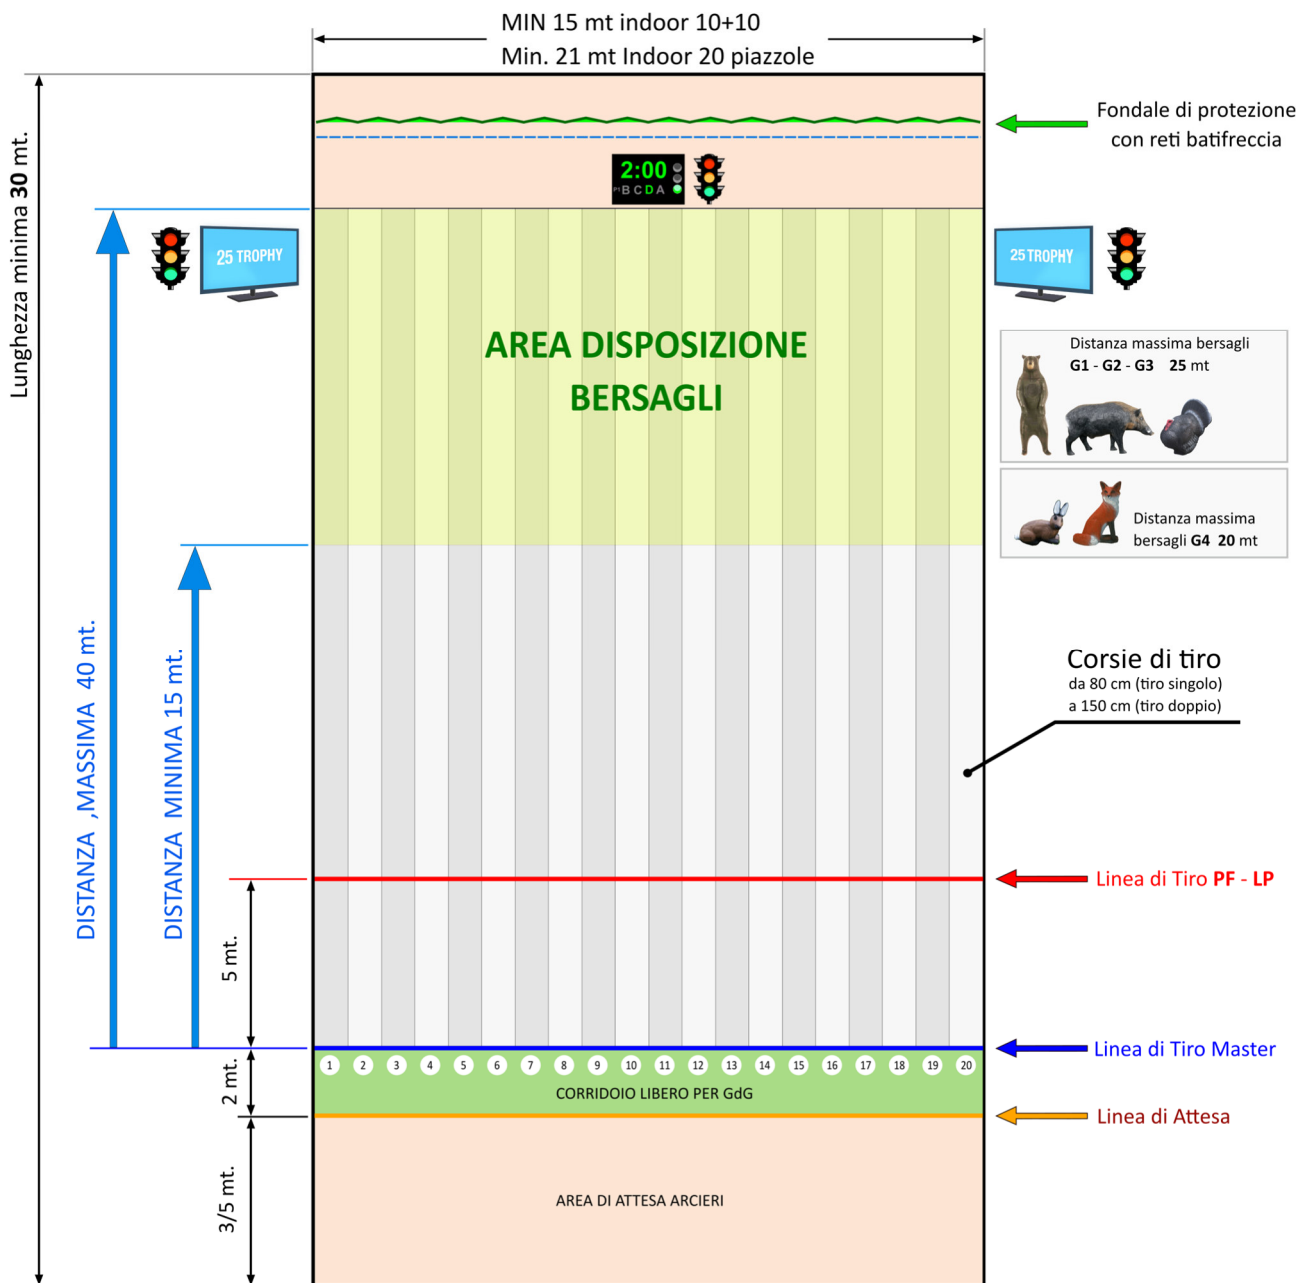 MIN 15 mt indoor 10+10
Min. 21 mt Indoor 20 piazzole
Lunghezza minima 30 mt.
Fondale di protezione
con reti batifreccia
2:00
P1 B C D A
25 TROPHY
25 TROPHY
AREA DISPOSIZIONE
BERSAGLI
Distanza massima bersagli
G1 - G2 - G3 25 mt
Distanza massima
bersagli G4 20 mt
DISTANZA ,MASSIMA 40 mt.
DISTANZA MINIMA 15 mt.
Corsie di tiro
da 80 cm (tiro singolo)
a 150 cm (tiro doppio)
Linea di Tiro PF - LP
5 mt.
Linea di Tiro Master
1 2 3 4 5 6 7 8 9 10 11 12 13 14 15 16 17 18 19 20
2 mt.
CORRIDOIO LIBERO PER GdG
Linea di Attesa
3/5 mt.
AREA DI ATTESA ARCIERI